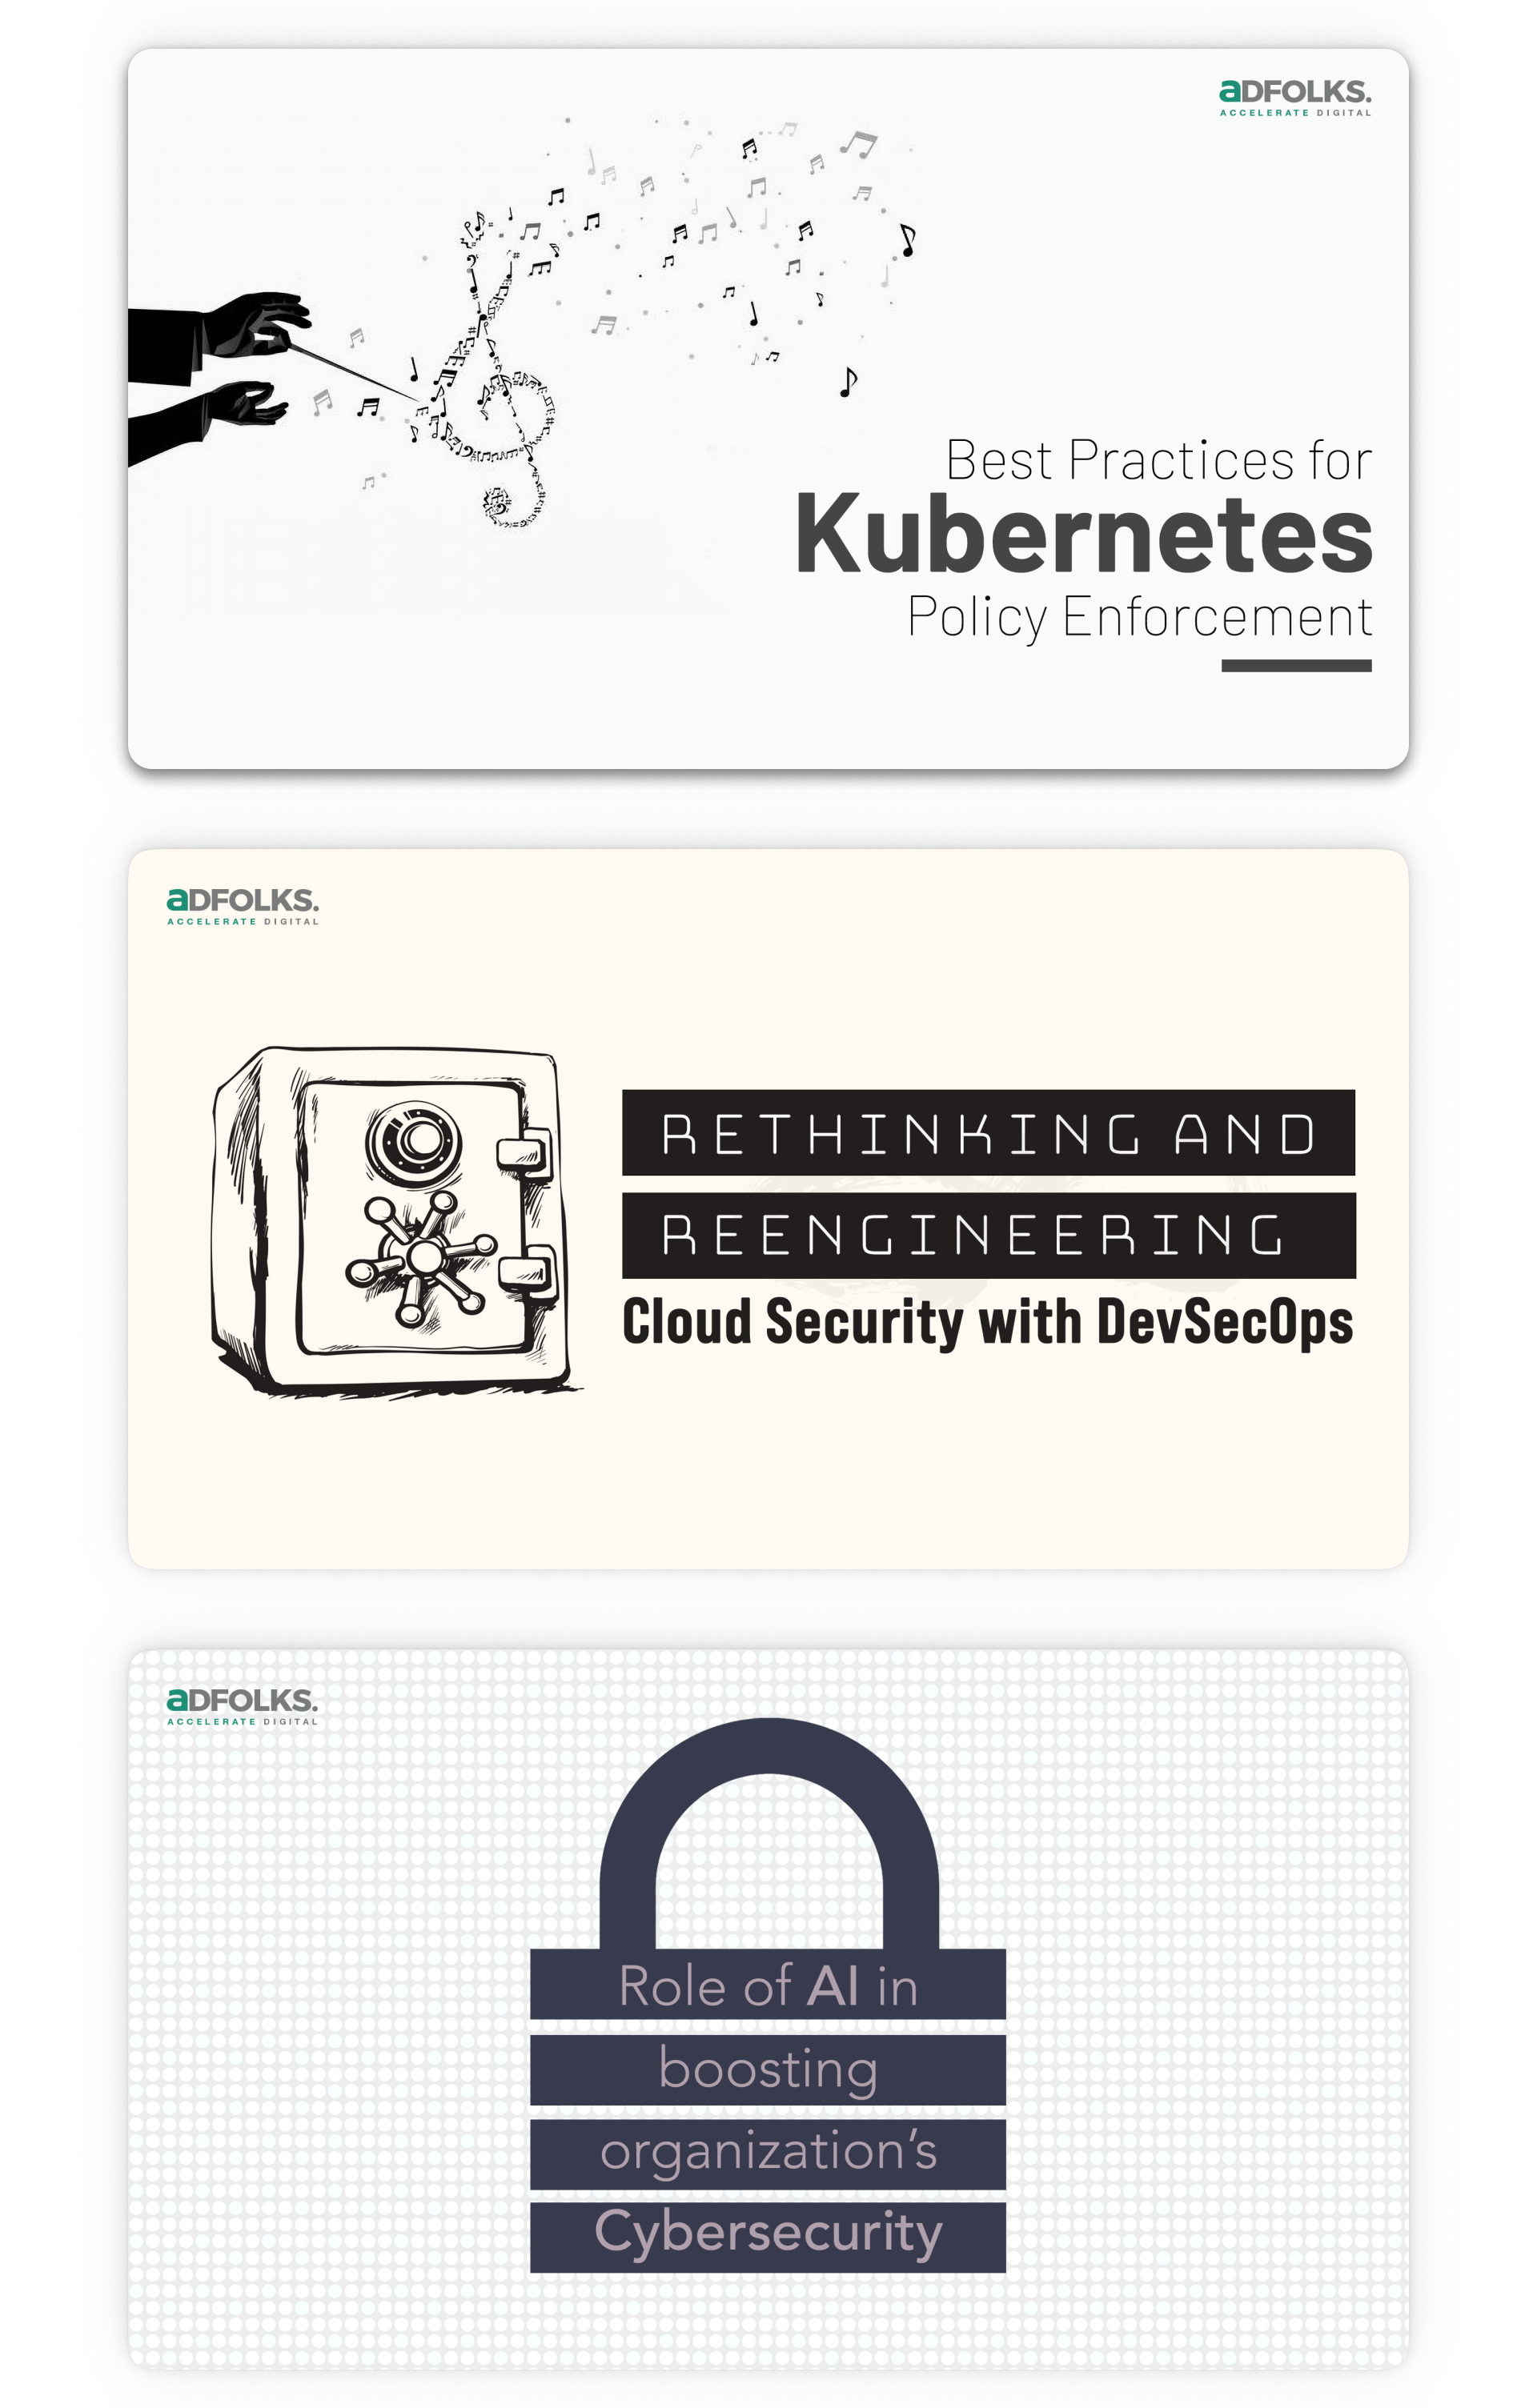 aDFOLKS.
ACCELERATE DIGITAL
Best Practices for
Kubernetes
Policy Enforcement
aDFOLKS.
ACCELERATE DIGITAL
RETHINKING AND
REENGINEERING
Cloud Security with DevSecOps
aDFOLKS.
ACCELERATE DIGITAL
Role of AI in
boosting
organization’s
Cybersecurity